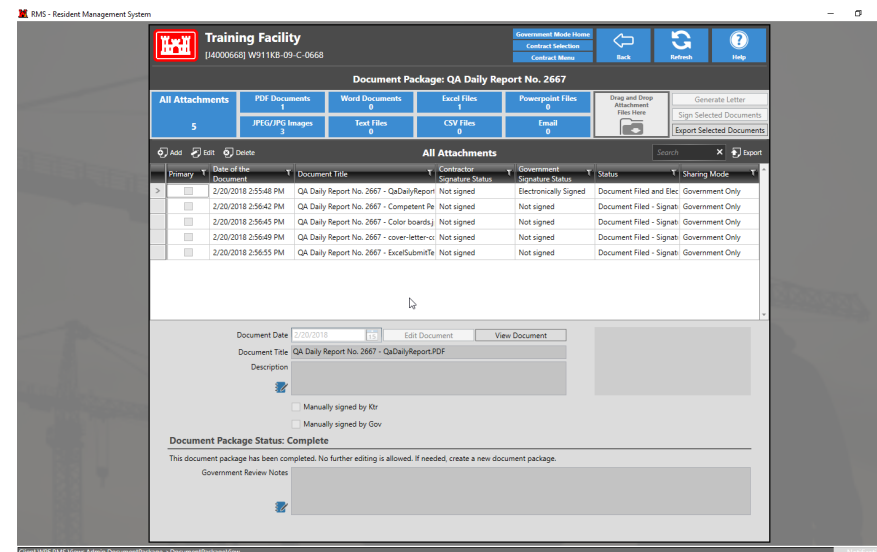 RMS - Resident Management System
Training Facility
[J4000668] W911KB-09-C-0668
Government Mode Home
Contract Selection
Contract Menu
Back
Refresh
Help
Document Package: QA Daily Report No. 2667
All Attachments
5
PDF Documents
1
Word Documents
0
Excel Files
1
Powerpoint Files
0
JPEG/JPG Images
3
Text Files
0
CSV Files
0
Email
0
Drag and Drop
Attachment
Files Here
Generate Letter
Sign Selected Documents
Export Selected Documents
Add Edit Delete
All Attachments
Search
Export
Primary
Date of the Document
Document Title
Contractor Signature Status
Government Signature Status
Status
Sharing Mode
2/20/2018 2:55:48 PM QA Daily Report No. 2667 - QaDailyReport Not signed Electronically Signed Document Filed and Elec Government Only
2/20/2018 2:56:42 PM QA Daily Report No. 2667 - Competent Pe Not signed Not signed Document Filed - Signat Government Only
2/20/2018 2:56:45 PM QA Daily Report No. 2667 - Color boards.j Not signed Not signed Document Filed - Signat Government Only
2/20/2018 2:56:49 PM QA Daily Report No. 2667 - cover-letter-cc Not signed Not signed Document Filed - Signat Government Only
2/20/2018 2:56:55 PM QA Daily Report No. 2667 - ExcelSubmitTe Not signed Not signed Document Filed - Signat Government Only
Document Date 2/20/2018 15 Edit Document View Document
Document Title QA Daily Report No. 2667 - QaDailyReport.PDF
Description
Manually signed by Ktr
Manually signed by Gov
Document Package Status: Complete
This document package has been completed. No further editing is allowed. If needed, create a new document package.
Government Review Notes